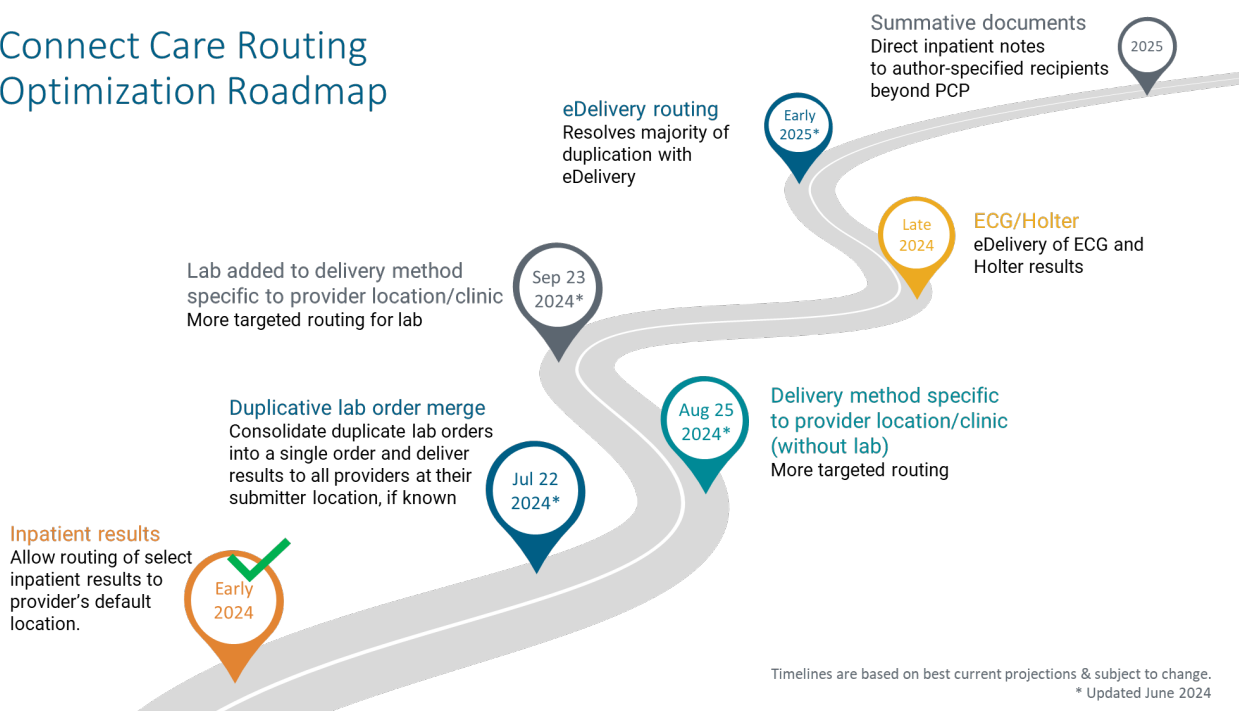 Connect Care Routing
Optimization Roadmap
Summative documents
Direct inpatient notes
to author-specified recipients
beyond PCP
2025
eDelivery routing
Resolves majority of
duplication with
eDelivery
Early
2025*
Late
2024
ECG/Holter
eDelivery of ECG and
Holter results
Lab added to delivery method
specific to provider location/clinic
More targeted routing for lab
Sep 23
2024*
Delivery method specific
to provider location/clinic
(without lab)
More targeted routing
Aug 25
2024*
Duplicative lab order merge
Consolidate duplicate lab orders
into a single order and deliver
results to all providers at their
submitter location, if known
Jul 22
2024*
Inpatient results
Allow routing of select
inpatient results to
provider’s default
location.
Early
2024
Timelines are based on best current projections & subject to change.
* Updated June 2024